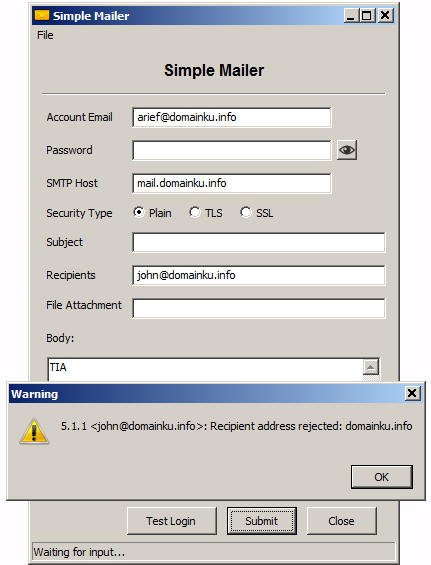 Simple Mailer
File
Simple Mailer
Account Email arief@domainku.info
Password
SMTP Host mail.domainku.info
Security Type Plain TLS SSL
Subject
Recipients john@domainku.info
File Attachment
Body:
TIA
Warning
5.1.1 <john@domainku.info>: Recipient address rejected: domainku.info
OK
Test Login Submit Close
Waiting for input...